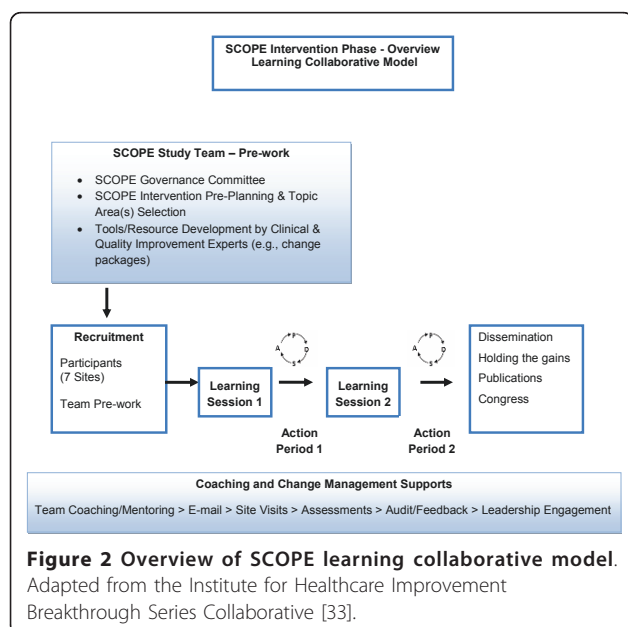 SCOPE Intervention Phase - Overview
Learning Collaborative Model
SCOPE Study Team – Pre-work
• SCOPE Governance Committee
• SCOPE Intervention Pre-Planning & Topic
Area(s) Selection
• Tools/Resource Development by Clinical &
Quality Improvement Experts (e.g., change
packages)
Recruitment
Participants
(7 Sites)
Team Pre-work
Learning
Session 1
A P D S
Action
Period 1
Learning
Session 2
A P D S
Action
Period 2
Dissemination
Holding the gains
Publications
Congress
Coaching and Change Management Supports
Team Coaching/Mentoring > E-mail > Site Visits > Assessments > Audit/Feedback > Leadership Engagement
Figure 2 Overview of SCOPE learning collaborative model.
Adapted from the Institute for Healthcare Improvement
Breakthrough Series Collaborative [33].